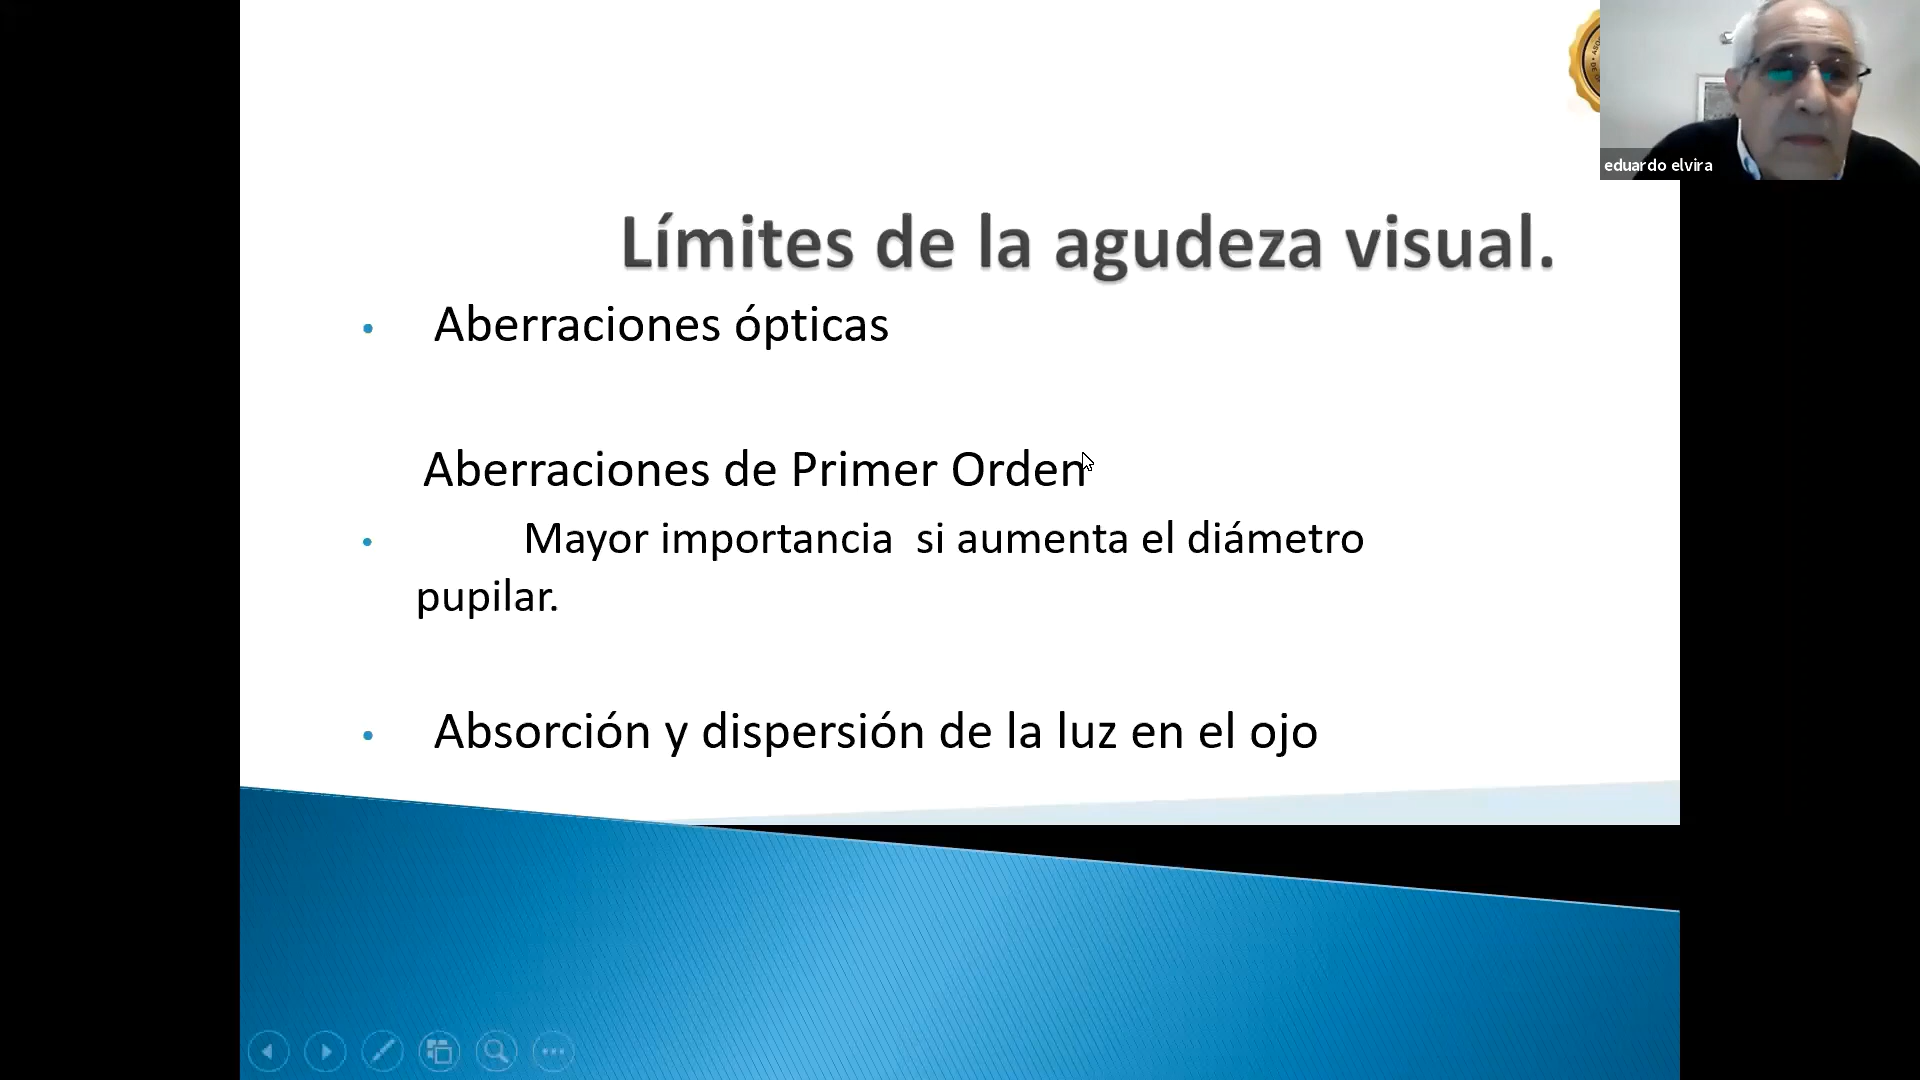 eduardo elvira
Límites de la agudeza visual.
• Aberraciones ópticas
Aberraciones de Primer Orden
• Mayor importancia si aumenta el diámetro
pupilar.
• Absorción y dispersión de la luz en el ojo